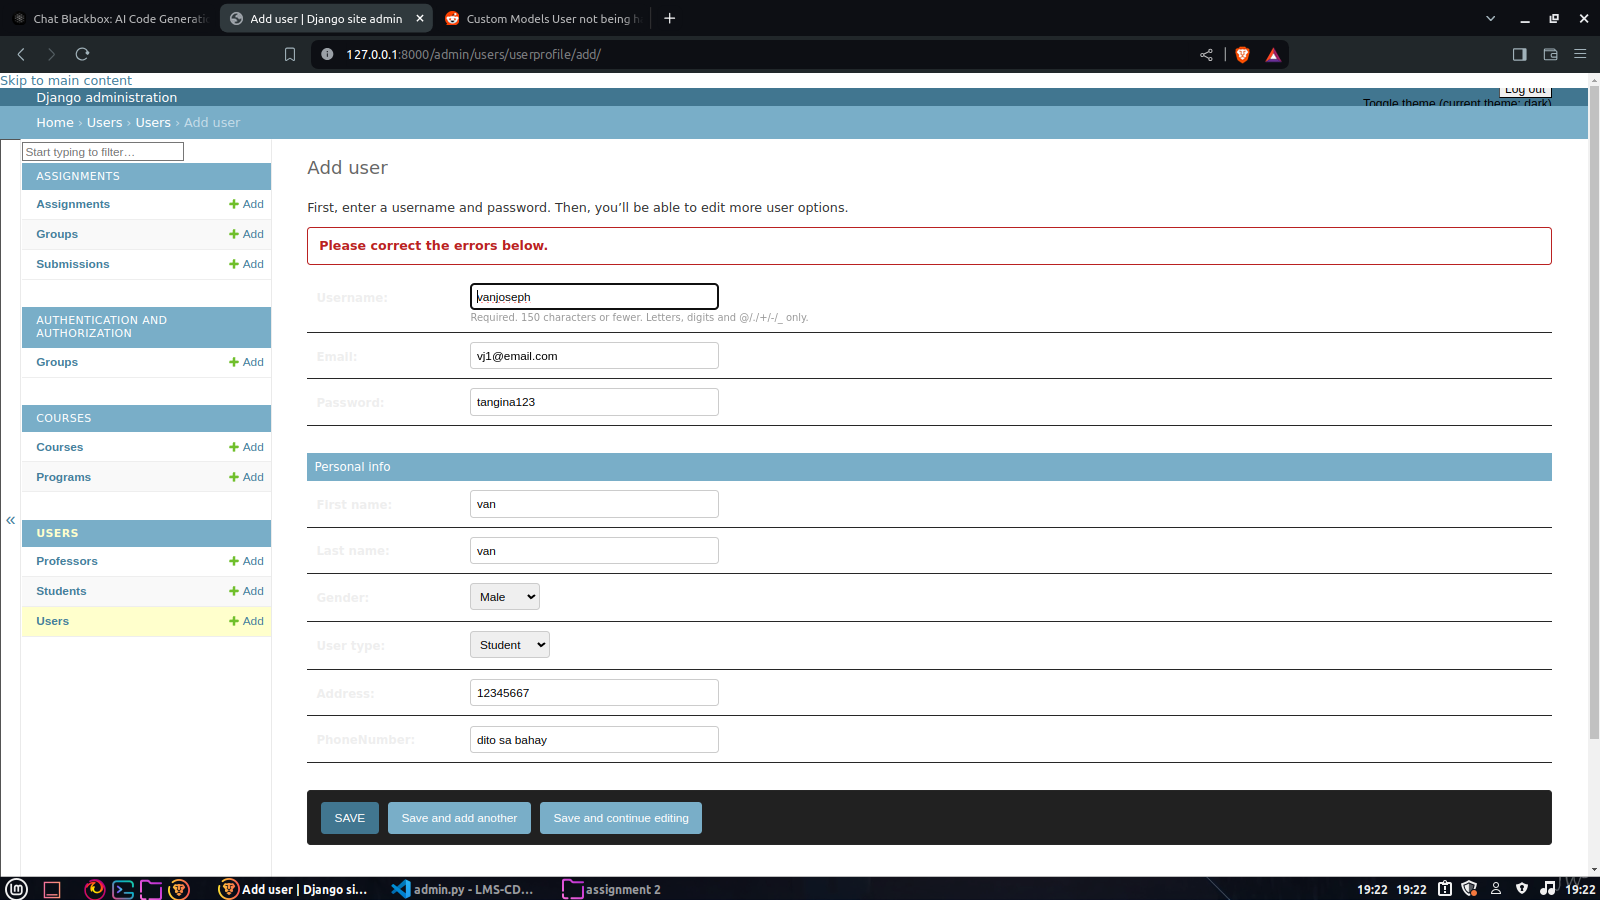 Chat Blackbox: AI Code Generati
Add user | Django site admin
Custom Models User not being h
127.0.0.1:8000/admin/users/userprofile/add/
Skip to main content
Django administration
Log out
Toggle theme (current theme: dark)
Home › Users › Users › Add user
Start typing to filter…
ASSIGNMENTS
Assignments Add
Groups Add
Submissions Add
AUTHENTICATION AND
AUTHORIZATION
Groups Add
COURSES
Courses Add
Programs Add
«
USERS
Professors Add
Students Add
Users Add
Add user
First, enter a username and password. Then, you’ll be able to edit more user options.
Please correct the errors below.
Username: vanjoseph
Required. 150 characters or fewer. Letters, digits and @/./+/-/_ only.
Email: vj1@email.com
Password: tangina123
Personal info
First name: van
Last name: van
Gender: Male
User type: Student
Address: 12345667
PhoneNumber: dito sa bahay
SAVE Save and add another Save and continue editing
Add user | Django si...
admin.py - LMS-CD...
assignment 2
19:22 19:22
19:22